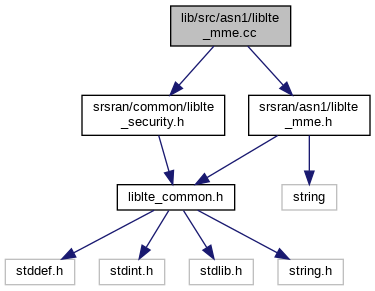 lib/src/asn1/liblte
_mme.cc
srsran/common/liblte
_security.h
srsran/asn1/liblte
_mme.h
liblte_common.h
string
stddef.h
stdint.h
stdlib.h
string.h